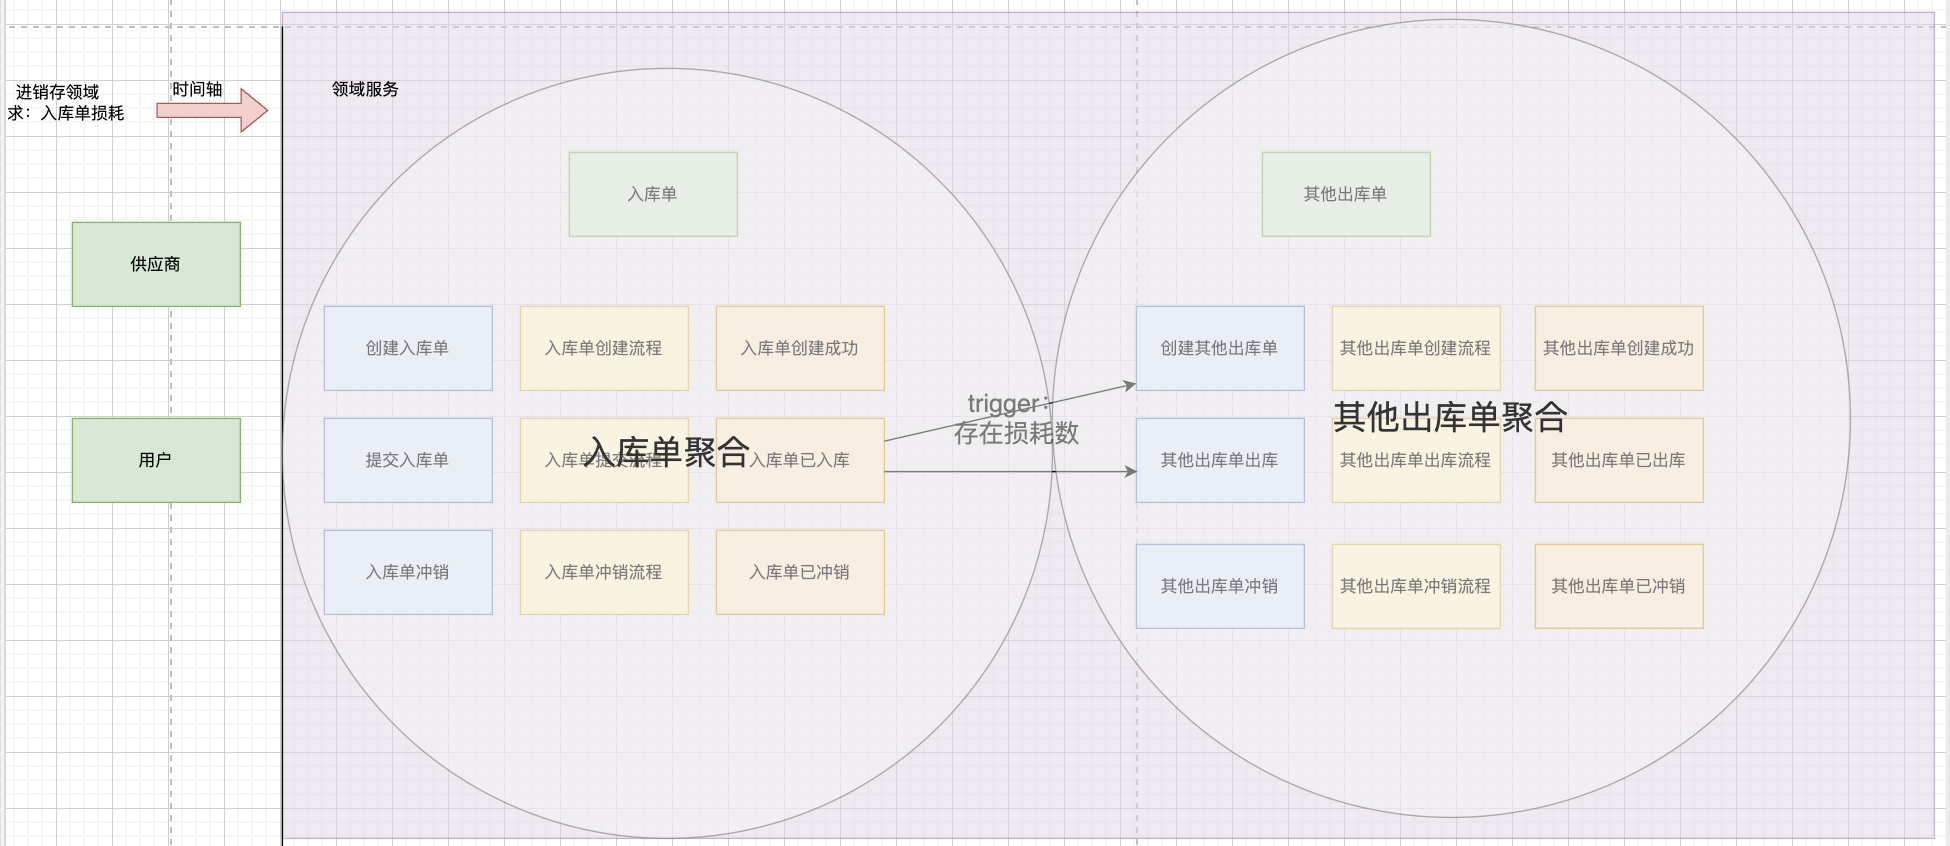 进销存领域
求：入库单损耗
时间轴
领域服务
入库单
其他出库单
供应商
创建入库单
入库单创建流程
入库单创建成功
创建其他出库单
其他出库单创建流程
其他出库单创建成功
trigger：
存在损耗数
用户
提交入库单
入库单提交流程
入库单聚合
入库单已入库
其他出库单聚合
其他出库单出库
其他出库单出库流程
其他出库单已出库
入库单冲销
入库单冲销流程
入库单已冲销
其他出库单冲销
其他出库单冲销流程
其他出库单已冲销